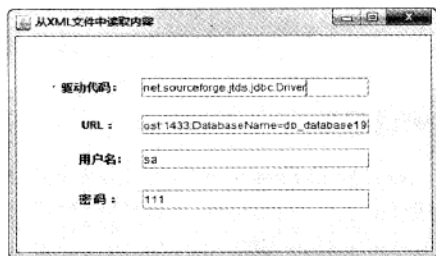 从XML文件中读取内容
驱动代码：
net.sourceforge.jtds.jdbc.Driver
URL：
ost:1433;DatabaseName=db_database19
用户名：
sa
密码：
111